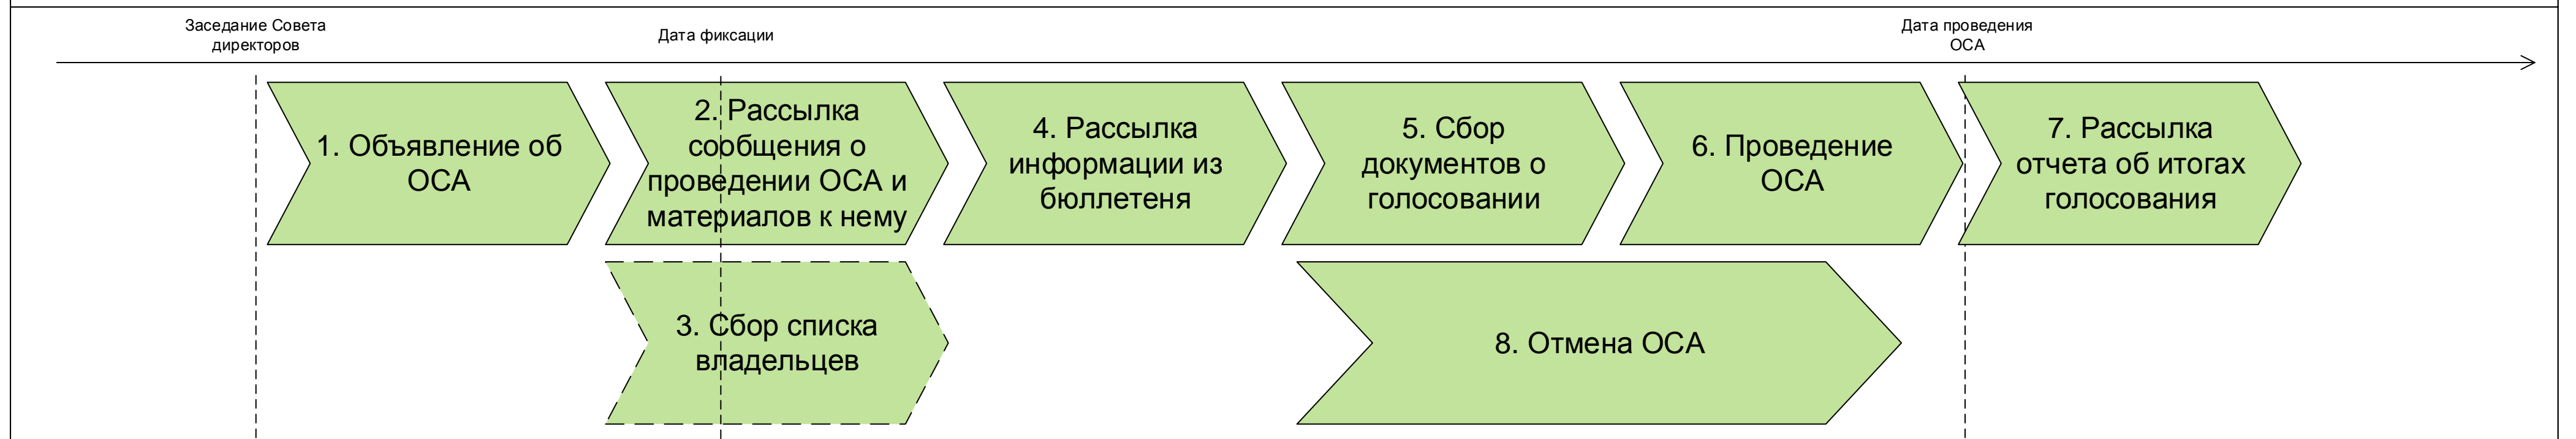 Заседание Совета
директоров
Дата фиксации
Дата проведения
ОСА
1. Объявление об
ОСА
2. Рассылка
сообщения о
проведении ОСА и
материалов к нему
4. Рассылка
информации из
бюллетеня
5. Сбор
документов о
голосовании
6. Проведение
ОСА
7. Рассылка
отчета об итогах
голосования
3. Сбор списка
владельцев
8. Отмена ОСА